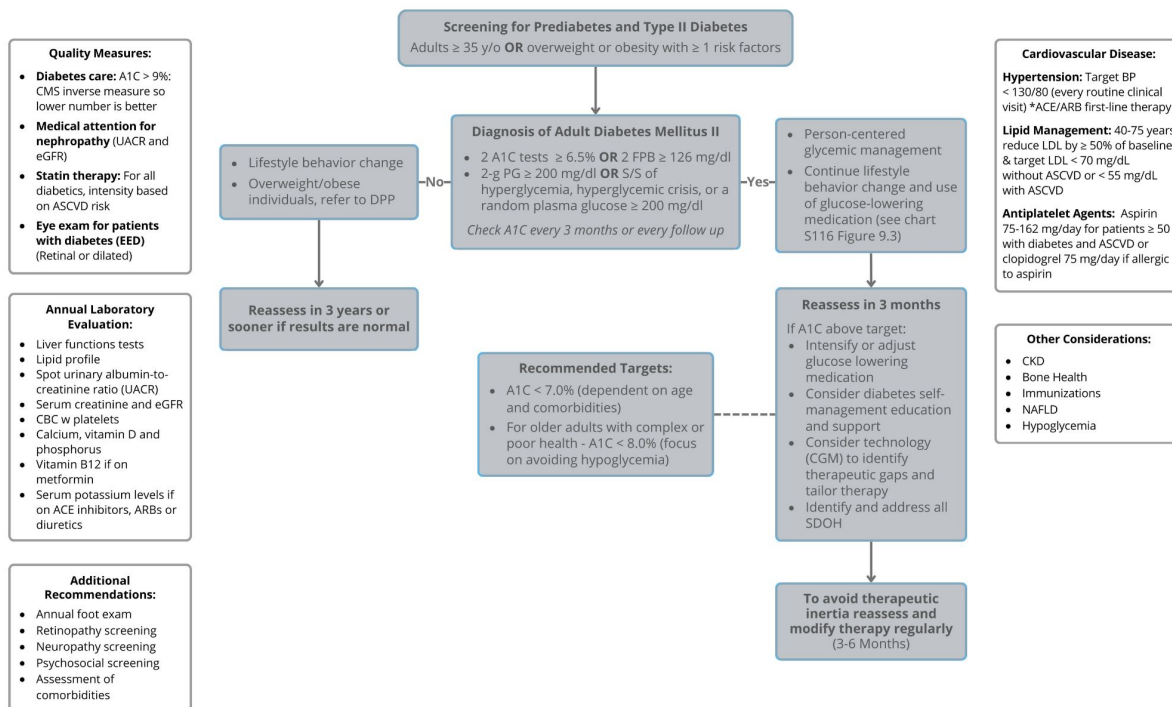 Screening for Prediabetes and Type II Diabetes
Adults ≥ 35 y/o OR overweight or obesity with ≥ 1 risk factors
Quality Measures:
• Diabetes care: A1C > 9%:
CMS inverse measure so
lower number is better
• Medical attention for
nephropathy (UACR and
eGFR)
• Statin therapy: For all
diabetics, intensity based
on ASCVD risk
• Eye exam for patients
with diabetes (EED)
(Retinal or dilated)
Annual Laboratory
Evaluation:
• Liver functions tests
• Lipid profile
• Spot urinary albumin-to-
creatinine ratio (UACR)
• Serum creatinine and eGFR
• CBC w platelets
• Calcium, vitamin D and
phosphorus
• Vitamin B12 if on
metformin
• Serum potassium levels if
on ACE inhibitors, ARBs or
diuretics
Additional
Recommendations:
• Annual foot exam
• Retinopathy screening
• Neuropathy screening
• Psychosocial screening
• Assessment of
comorbidities
• Lifestyle behavior change
• Overweight/obese
individuals, refer to DPP
No
Diagnosis of Adult Diabetes Mellitus II
• 2 A1C tests ≥ 6.5% OR 2 FPB ≥ 126 mg/dl
• 2-g PG ≥ 200 mg/dl OR S/S of
hyperglycemia, hyperglycemic crisis, or a
random plasma glucose ≥ 200 mg/dl
Check A1C every 3 months or every follow up
Yes
• Person-centered
glycemic management
• Continue lifestyle
behavior change and use
of glucose-lowering
medication (see chart
S116 Figure 9.3)
Reassess in 3 years or
sooner if results are normal
Recommended Targets:
• A1C < 7.0% (dependent on age
and comorbidities)
• For older adults with complex or
poor health - A1C < 8.0% (focus
on avoiding hypoglycemia)
Reassess in 3 months
If A1C above target:
• Intensify or adjust
glucose lowering
medication
• Consider diabetes self-
management education
and support
• Consider technology
(CGM) to identify
therapeutic gaps and
tailor therapy
• Identify and address all
SDOH
To avoid therapeutic
inertia reassess and
modify therapy regularly
(3-6 Months)
Cardiovascular Disease:
Hypertension: Target BP
< 130/80 (every routine clinical
visit) *ACE/ARB first-line therapy
Lipid Management: 40-75 years
reduce LDL by ≥ 50% of baseline
& target LDL < 70 mg/dL
without ASCVD or < 55 mg/dL
with ASCVD
Antiplatelet Agents: Aspirin
75-162 mg/day for patients ≥ 50
with diabetes and ASCVD or
clopidogrel 75 mg/day if allergic
to aspirin
Other Considerations:
• CKD
• Bone Health
• Immunizations
• NAFLD
• Hypoglycemia